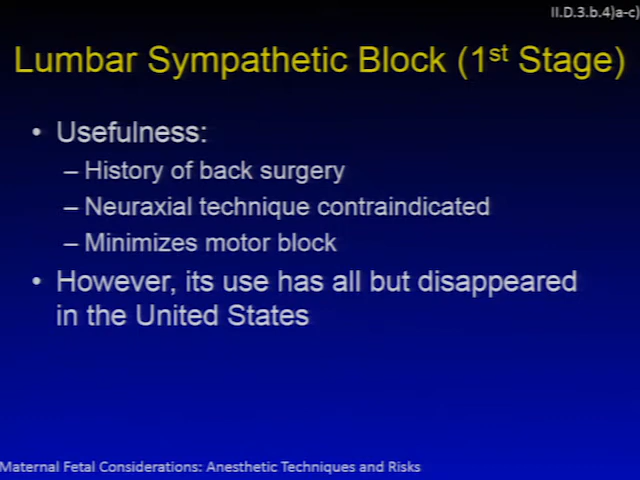 II.D.3.b.4)a-c)
Lumbar Sympathetic Block (1st Stage)
• Usefulness:
– History of back surgery
– Neuraxial technique contraindicated
– Minimizes motor block
• However, its use has all but disappeared
in the United States
Maternal Fetal Considerations: Anesthetic Techniques and Risks